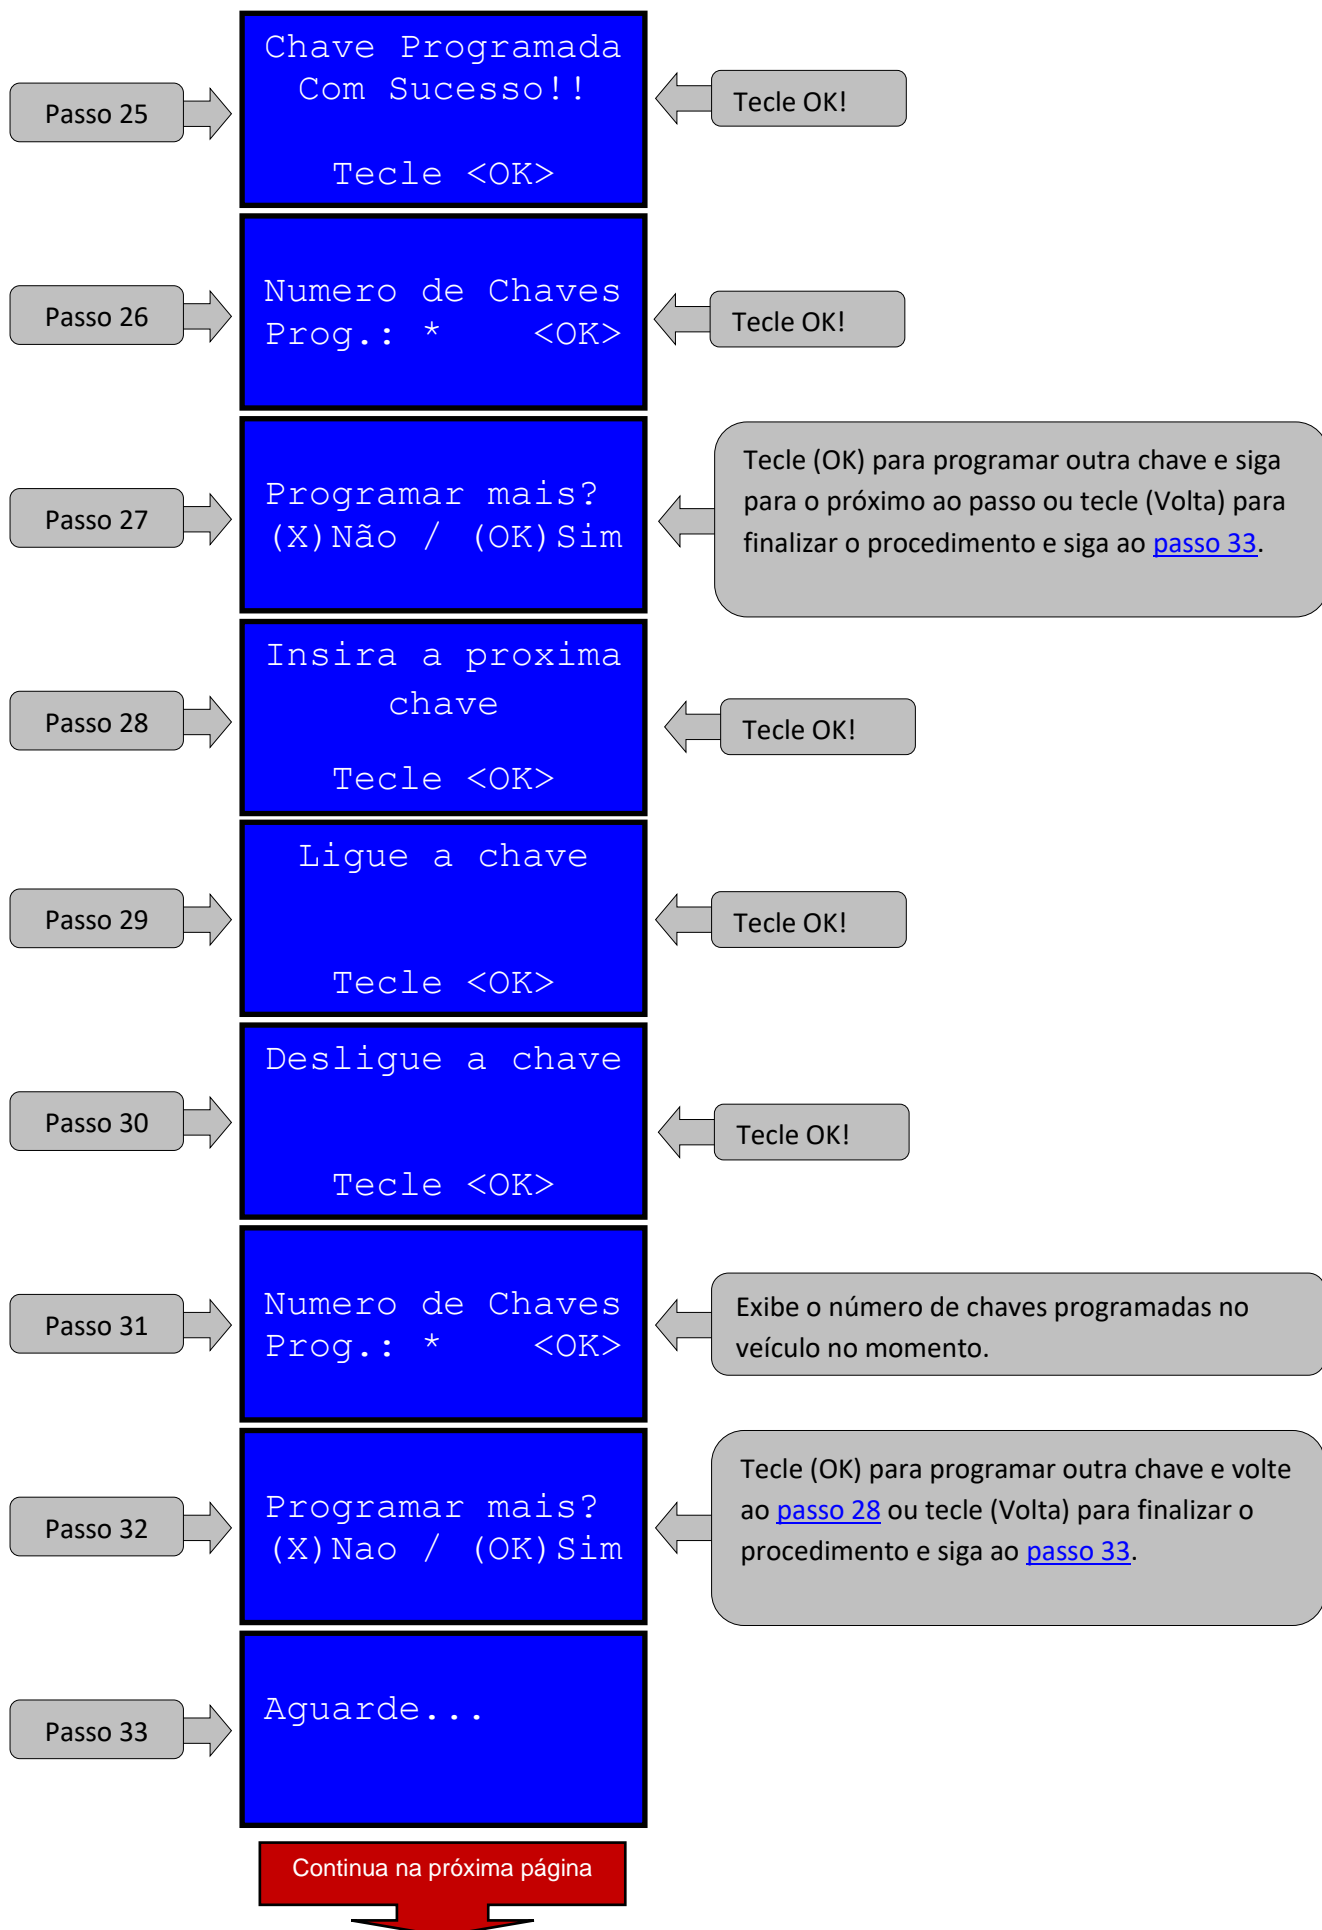 Passo 25
Chave Programada
Com Sucesso!!
Tecle <OK>
Tecle OK!
Passo 26
Numero de Chaves
Prog.: * <OK>
Tecle OK!
Passo 27
Programar mais?
(X)Não / (OK)Sim
Tecle (OK) para programar outra chave e siga
para o próximo ao passo ou tecle (Volta) para
finalizar o procedimento e siga ao passo 33.
Passo 28
Insira a proxima
chave
Tecle <OK>
Tecle OK!
Passo 29
Ligue a chave
Tecle <OK>
Tecle OK!
Passo 30
Desligue a chave
Tecle <OK>
Tecle OK!
Passo 31
Numero de Chaves
Prog.: * <OK>
Exibe o número de chaves programadas no
veículo no momento.
Passo 32
Programar mais?
(X)Nao / (OK)Sim
Tecle (OK) para programar outra chave e volte
ao passo 28 ou tecle (Volta) para finalizar o
procedimento e siga ao passo 33.
Passo 33
Aguarde...
Continua na próxima página